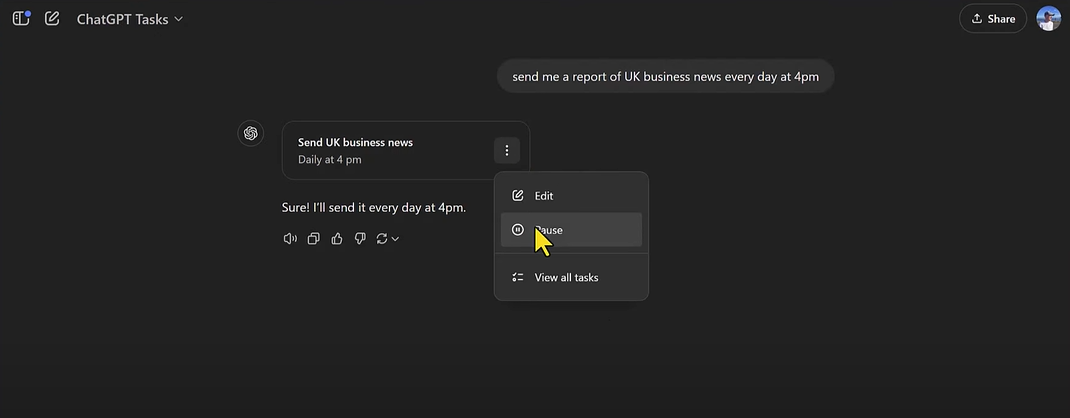 ChatGPT Tasks
Share
send me a report of UK business news every day at 4pm
Send UK business news
Daily at 4 pm
Edit
Sure! I'll send it every day at 4pm.
Pause
View all tasks